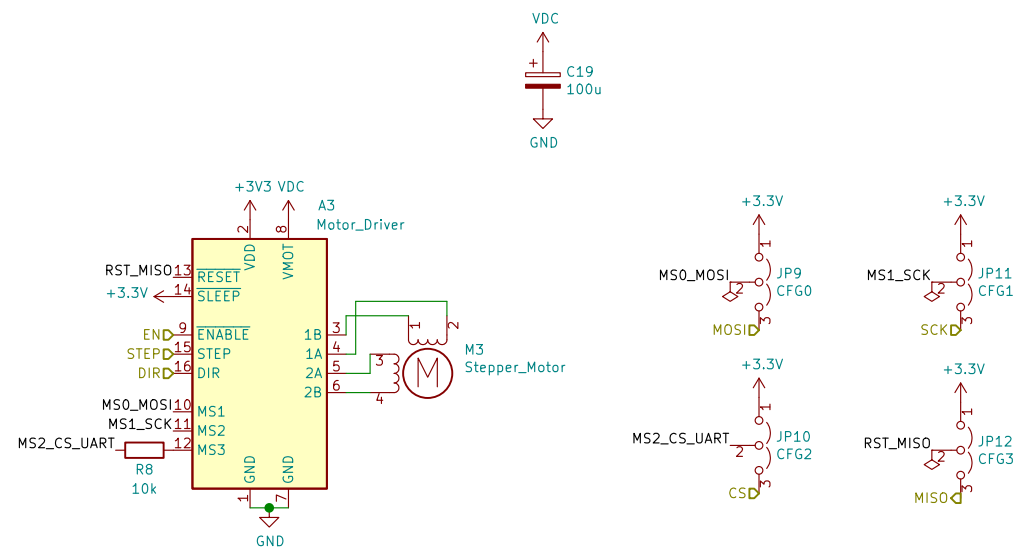 VDC
+
C19
100u
GND
+3V3 VDC
A3
Motor_Driver
2
8
VDD
VMOT
RST_MISO 13 RESET
+3.3V 14 SLEEP
EN 9 ENABLE
STEP 15 STEP
DIR 16 DIR
MS0_MOSI 10 MS1
MS1_SCK 11 MS2
MS2_CS_UART 12 MS3
R8
10k
1B 3
1A 4
2A 5
2B 6
1
2
3
4
M
M3
Stepper_Motor
GND
GND
1
7
GND
+3.3V
1
MS0_MOSI
2
JP9
CFG0
3
MOSI
+3.3V
1
MS1_SCK
2
JP11
CFG1
3
SCK
+3.3V
1
MS2_CS_UART
2
JP10
CFG2
3
CS
+3.3V
1
RST_MISO
2
JP12
CFG3
3
MISO